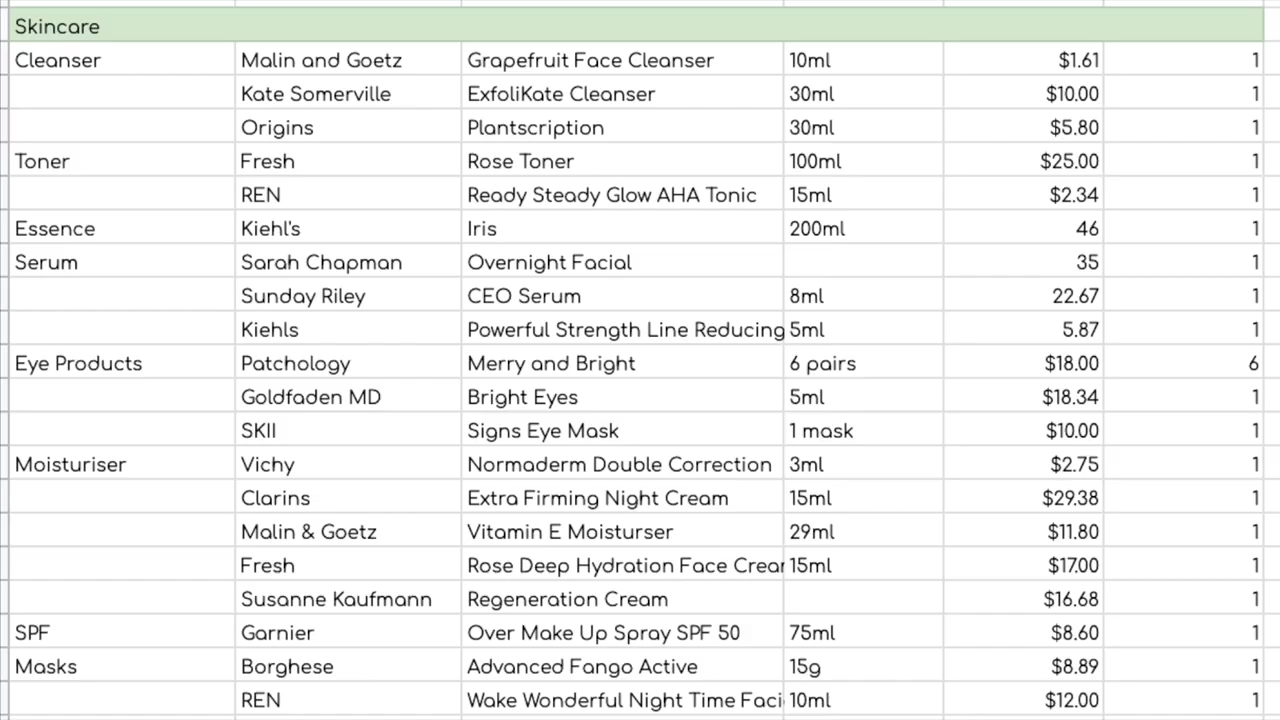 Skincare
Cleanser Malin and Goetz Grapefruit Face Cleanser 10ml $1.61 1
Kate Somerville ExfoliKate Cleanser 30ml $10.00 1
Origins Plantscription 30ml $5.80 1
Toner Fresh Rose Toner 100ml $25.00 1
REN Ready Steady Glow AHA Tonic 15ml $2.34 1
Essence Kiehl's Iris 200ml 46 1
Serum Sarah Chapman Overnight Facial 35 1
Sunday Riley CEO Serum 8ml 22.67 1
Kiehls Powerful Strength Line Reducing 5ml 5.87 1
Eye Products Patchology Merry and Bright 6 pairs $18.00 6
Goldfaden MD Bright Eyes 5ml $18.34 1
SKII Signs Eye Mask 1 mask $10.00 1
Moisturiser Vichy Normaderm Double Correction 3ml $2.75 1
Clarins Extra Firming Night Cream 15ml $29.38 1
Malin & Goetz Vitamin E Moisturser 29ml $11.80 1
Fresh Rose Deep Hydration Face Crear 15ml $17.00 1
Susanne Kaufmann Regeneration Cream $16.68 1
SPF Garnier Over Make Up Spray SPF 50 75ml $8.60 1
Masks Borghese Advanced Fango Active 15g $8.89 1
REN Wake Wonderful Night Time Faci 10ml $12.00 1